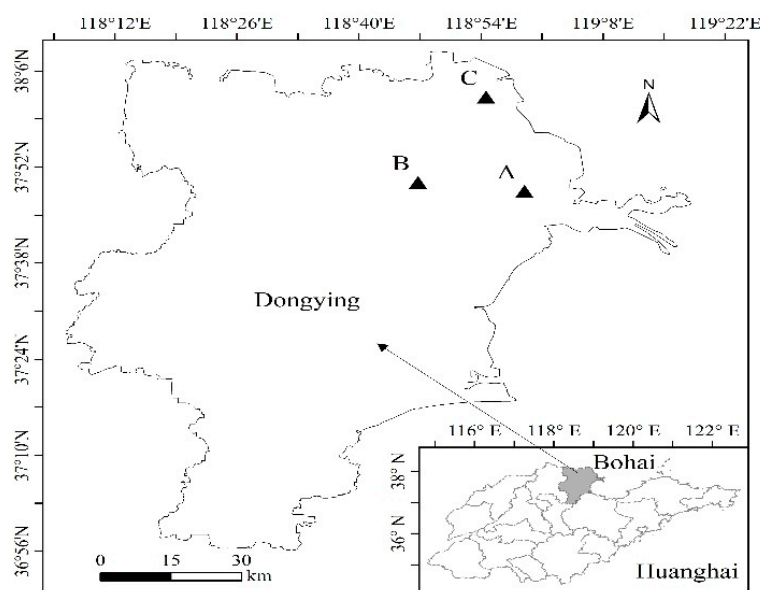 118°12'E 118°26'E 118°40'E 118°54'E 119°8'E 119°22'E
38°6'N
C
N
37°52'N
B
A
37°38'N
Dongying
37°24'N
116° E 118° E 120° E 122° E
37°10'N
38° N
Bohai
36° N
36°56'N
0 15 30
km
Huanghai